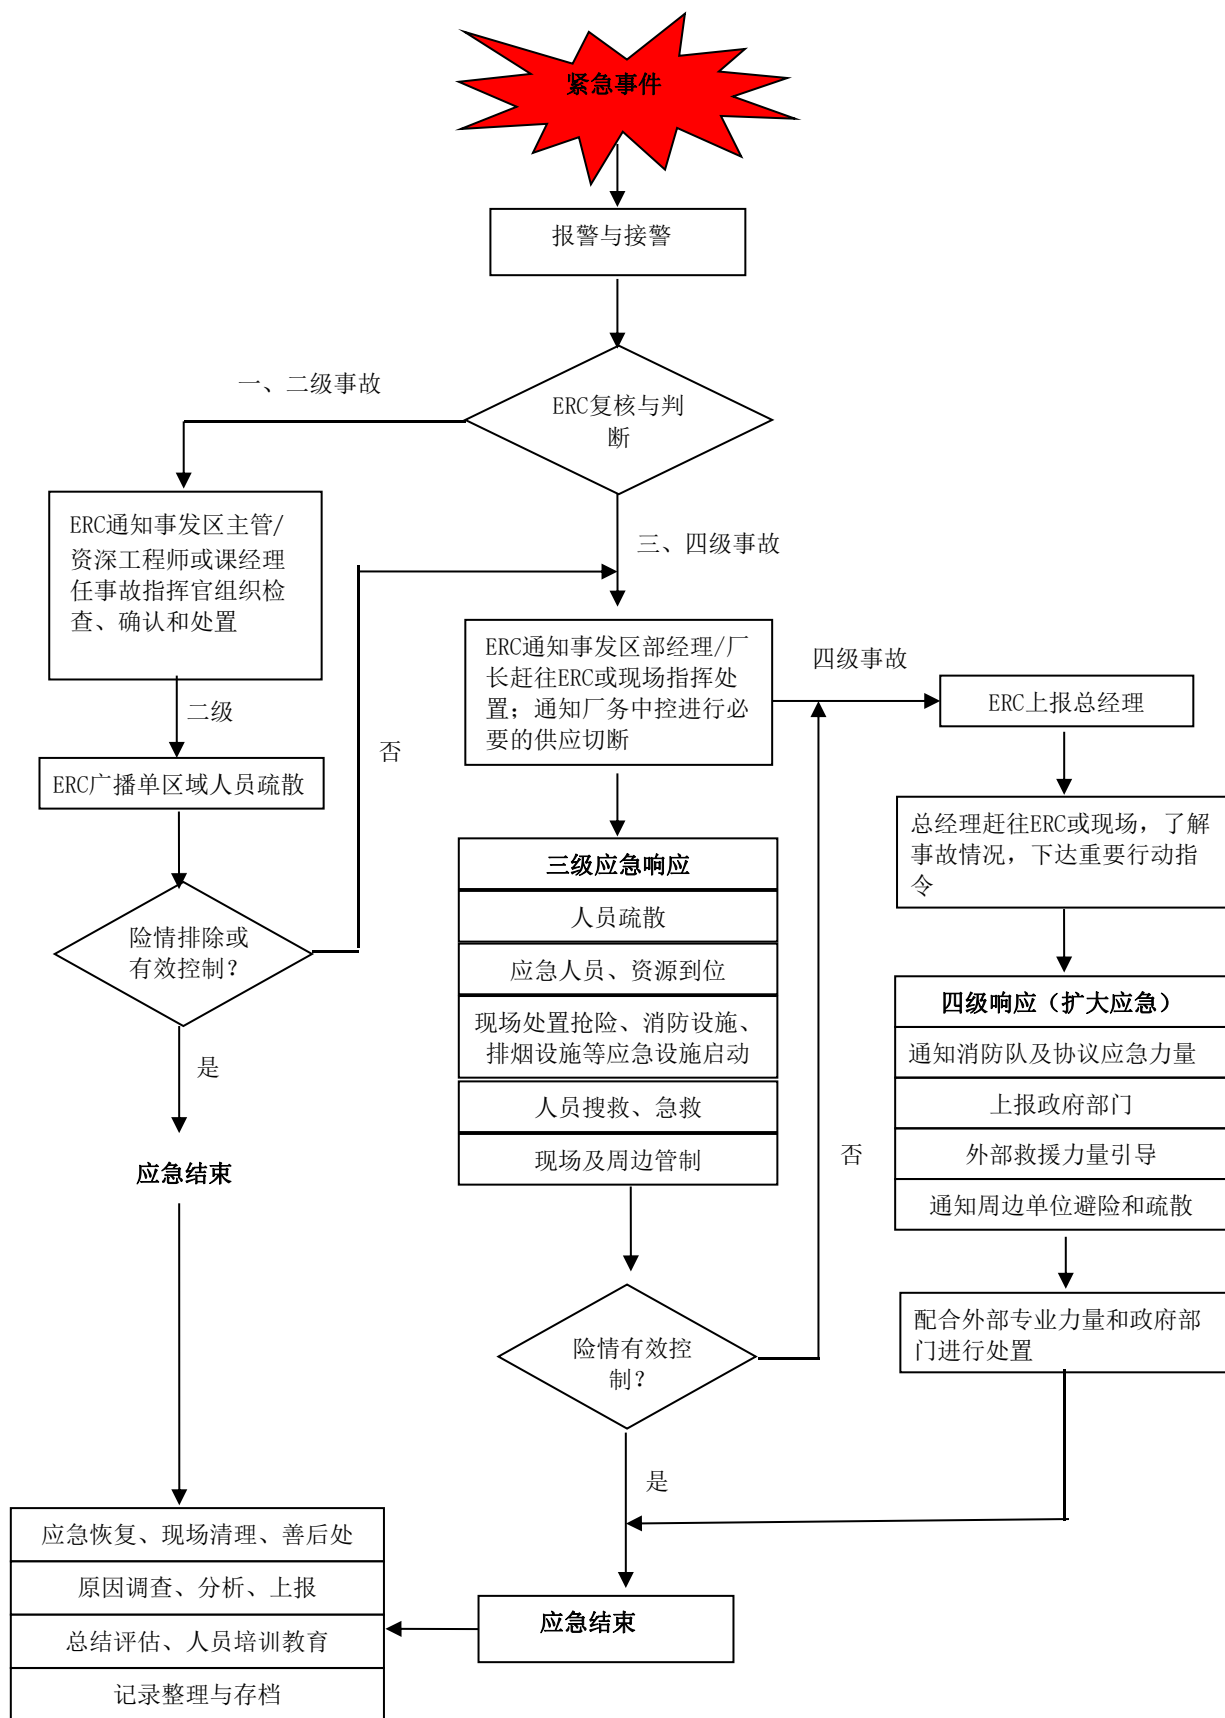 紧急事件
报警与接警
一、二级事故
ERC复核与判
断
三、四级事故
ERC通知事发区主管/
资深工程师或课经理
任事故指挥官组织检
查、确认和处置
二级
ERC广播单区域人员疏散
否
险情排除或
有效控制？
是
应急结束
ERC通知事发区部经理/厂
长赶往ERC或现场指挥处
置；通知厂务中控进行必
要的供应切断
四级事故
ERC上报总经理
总经理赶往ERC或现场，了解
事故情况，下达重要行动指
令
三级应急响应
人员疏散
应急人员、资源到位
现场处置抢险、消防设施、
排烟设施等应急设施启动
人员搜救、急救
现场及周边管制
否
四级响应（扩大应急）
通知消防队及协议应急力量
上报政府部门
外部救援力量引导
通知周边单位避险和疏散
配合外部专业力量和政府部
门进行处置
险情有效控
制？
是
应急结束
应急恢复、现场清理、善后处
原因调查、分析、上报
总结评估、人员培训教育
记录整理与存档